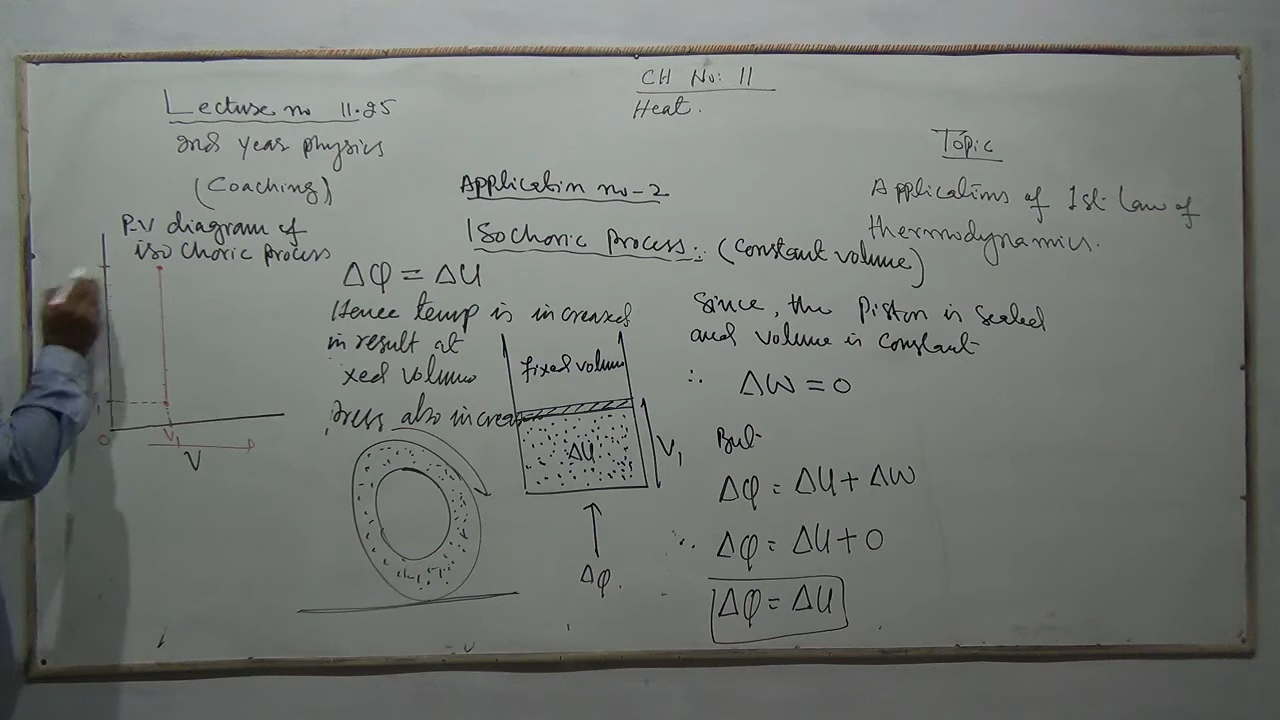 CH No: 11
Heat.
Lecture no 11.25
2nd year physics
(Coaching)
Topic
Applications of 1st Law of
thermodynamics.
Application no-2
Isochoric Process: (Constant volume)
P.V diagram of
isochoric process
0
V1
V
ΔQ = ΔU
Hence temp is increased
in result at
xed volume
press also increase
fixed volume
ΔU
V1
ΔQ.
Since, the Piston is sealed
and volume is constant
∴ ΔW = 0
But
ΔQ = ΔU + ΔW
∴ ΔQ = ΔU + 0
ΔQ = ΔU